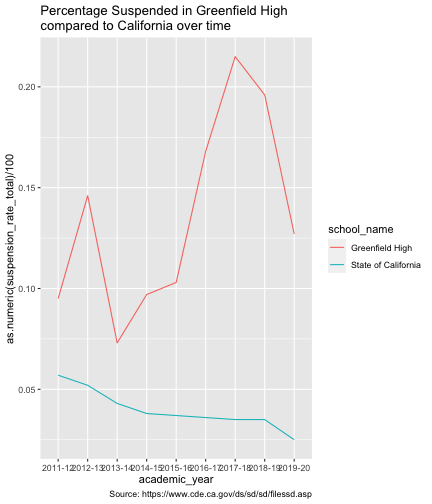 Percentage Suspended in Greenfield High
compared to California over time
as.numeric(suspension_rate_total)/100
0.20
0.15
0.10
0.05
school_name
Greenfield High
State of California
2011-12 2012-13 2013-14 2014-15 2015-16 2016-17 2017-18 2018-19 2019-20
academic_year
Source: https://www.cde.ca.gov/ds/sd/sd/filessd.asp